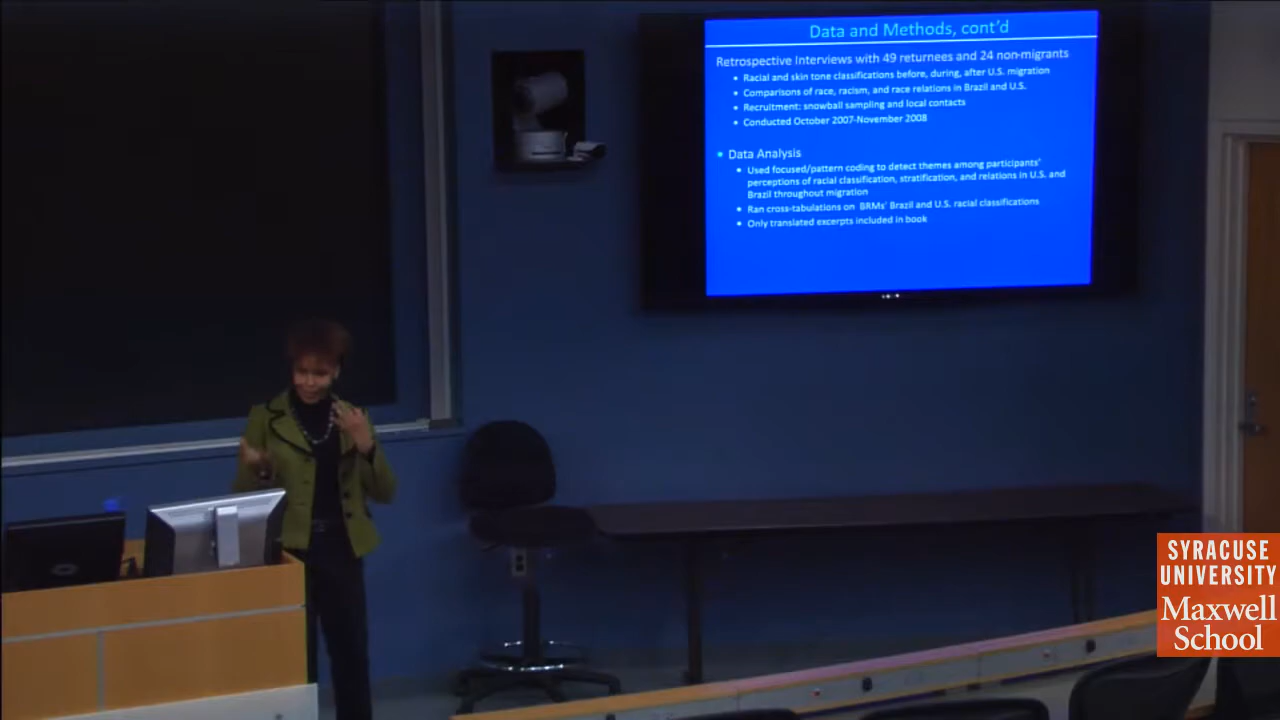 Data and Methods, cont'd
Retrospective Interviews with 49 returnees and 24 non-migrants
• Racial and skin tone classifications before, during, after U.S. migration
• Comparisons of race, racism, and race relations in Brazil and U.S.
• Recruitment: snowball sampling and local contacts
• Conducted October 2007-November 2008
• Data Analysis
• Used focused/pattern coding to detect themes among participants'
perceptions of racial classification, stratification, and relations in U.S. and
Brazil throughout migration
• Ran cross-tabulations on BRMs' Brazil and U.S. racial classifications
• Only translated excerpts included in book
SYRACUSE
UNIVERSITY
Maxwell
School